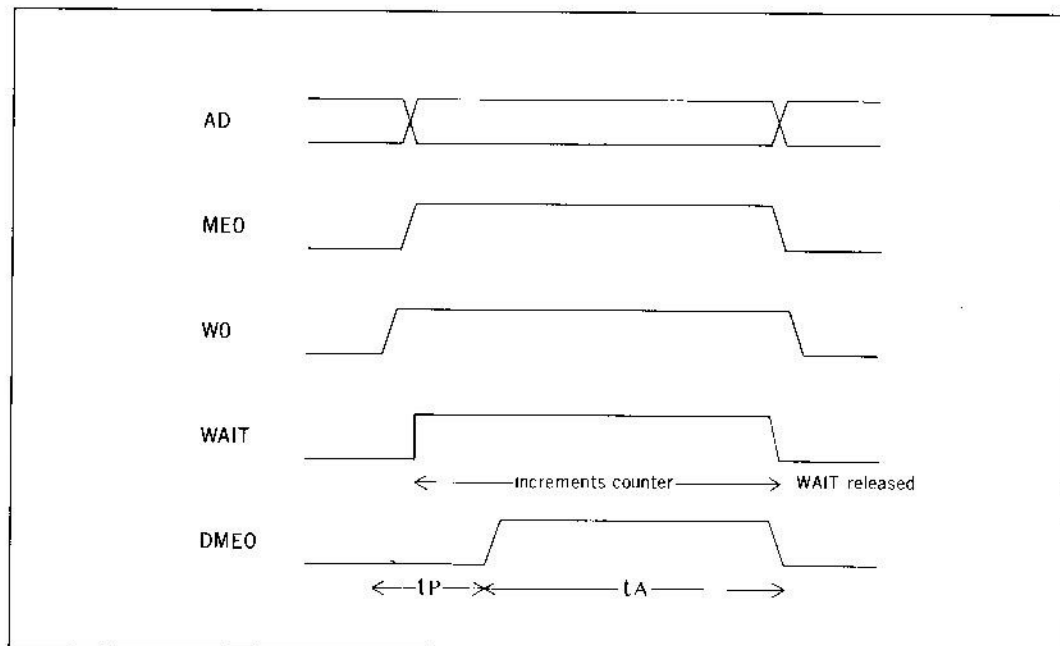 AD
MEO
WO
WAIT
increments counter
WAIT released
DMEO
tP
tA